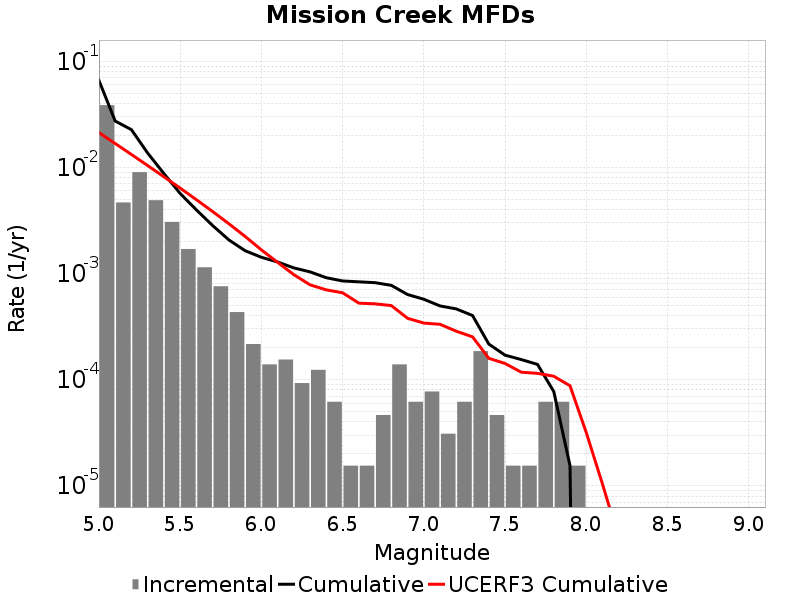 Mission Creek MFDs
10^-1
10^-2
10^-3
10^-4
10^-5
Rate (1/yr)
5.0 5.5 6.0 6.5 7.0 7.5 8.0 8.5 9.0
Magnitude
Incremental Cumulative UCERF3 Cumulative